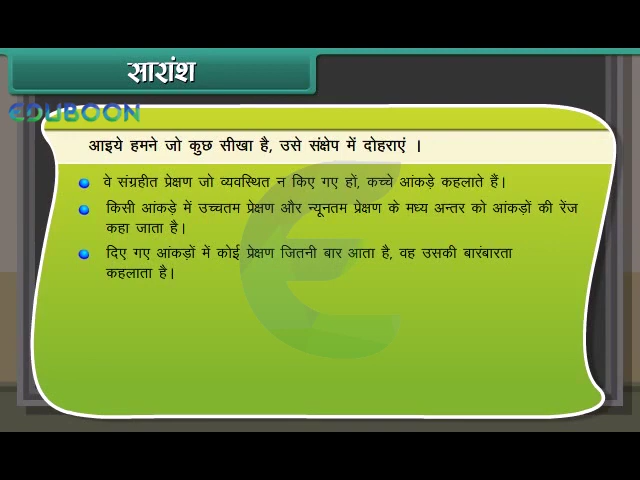 सारांश
EDUBOON
आइये हमने जो कुछ सीखा है, उसे संक्षेप में दोहराएं ।
वे संग्रहीत प्रेक्षण जो व्यवस्थित न किए गए हों, कच्चे आंकड़े कहलाते हैं।
किसी आंकड़े में उच्चतम प्रेक्षण और न्यूनतम प्रेक्षण के मध्य अन्तर को आंकड़ों की रेंज
कहा जाता है।
दिए गए आंकड़ों में कोई प्रेक्षण जितनी बार आता है, वह उसकी बारंबारता
कहलाता है।